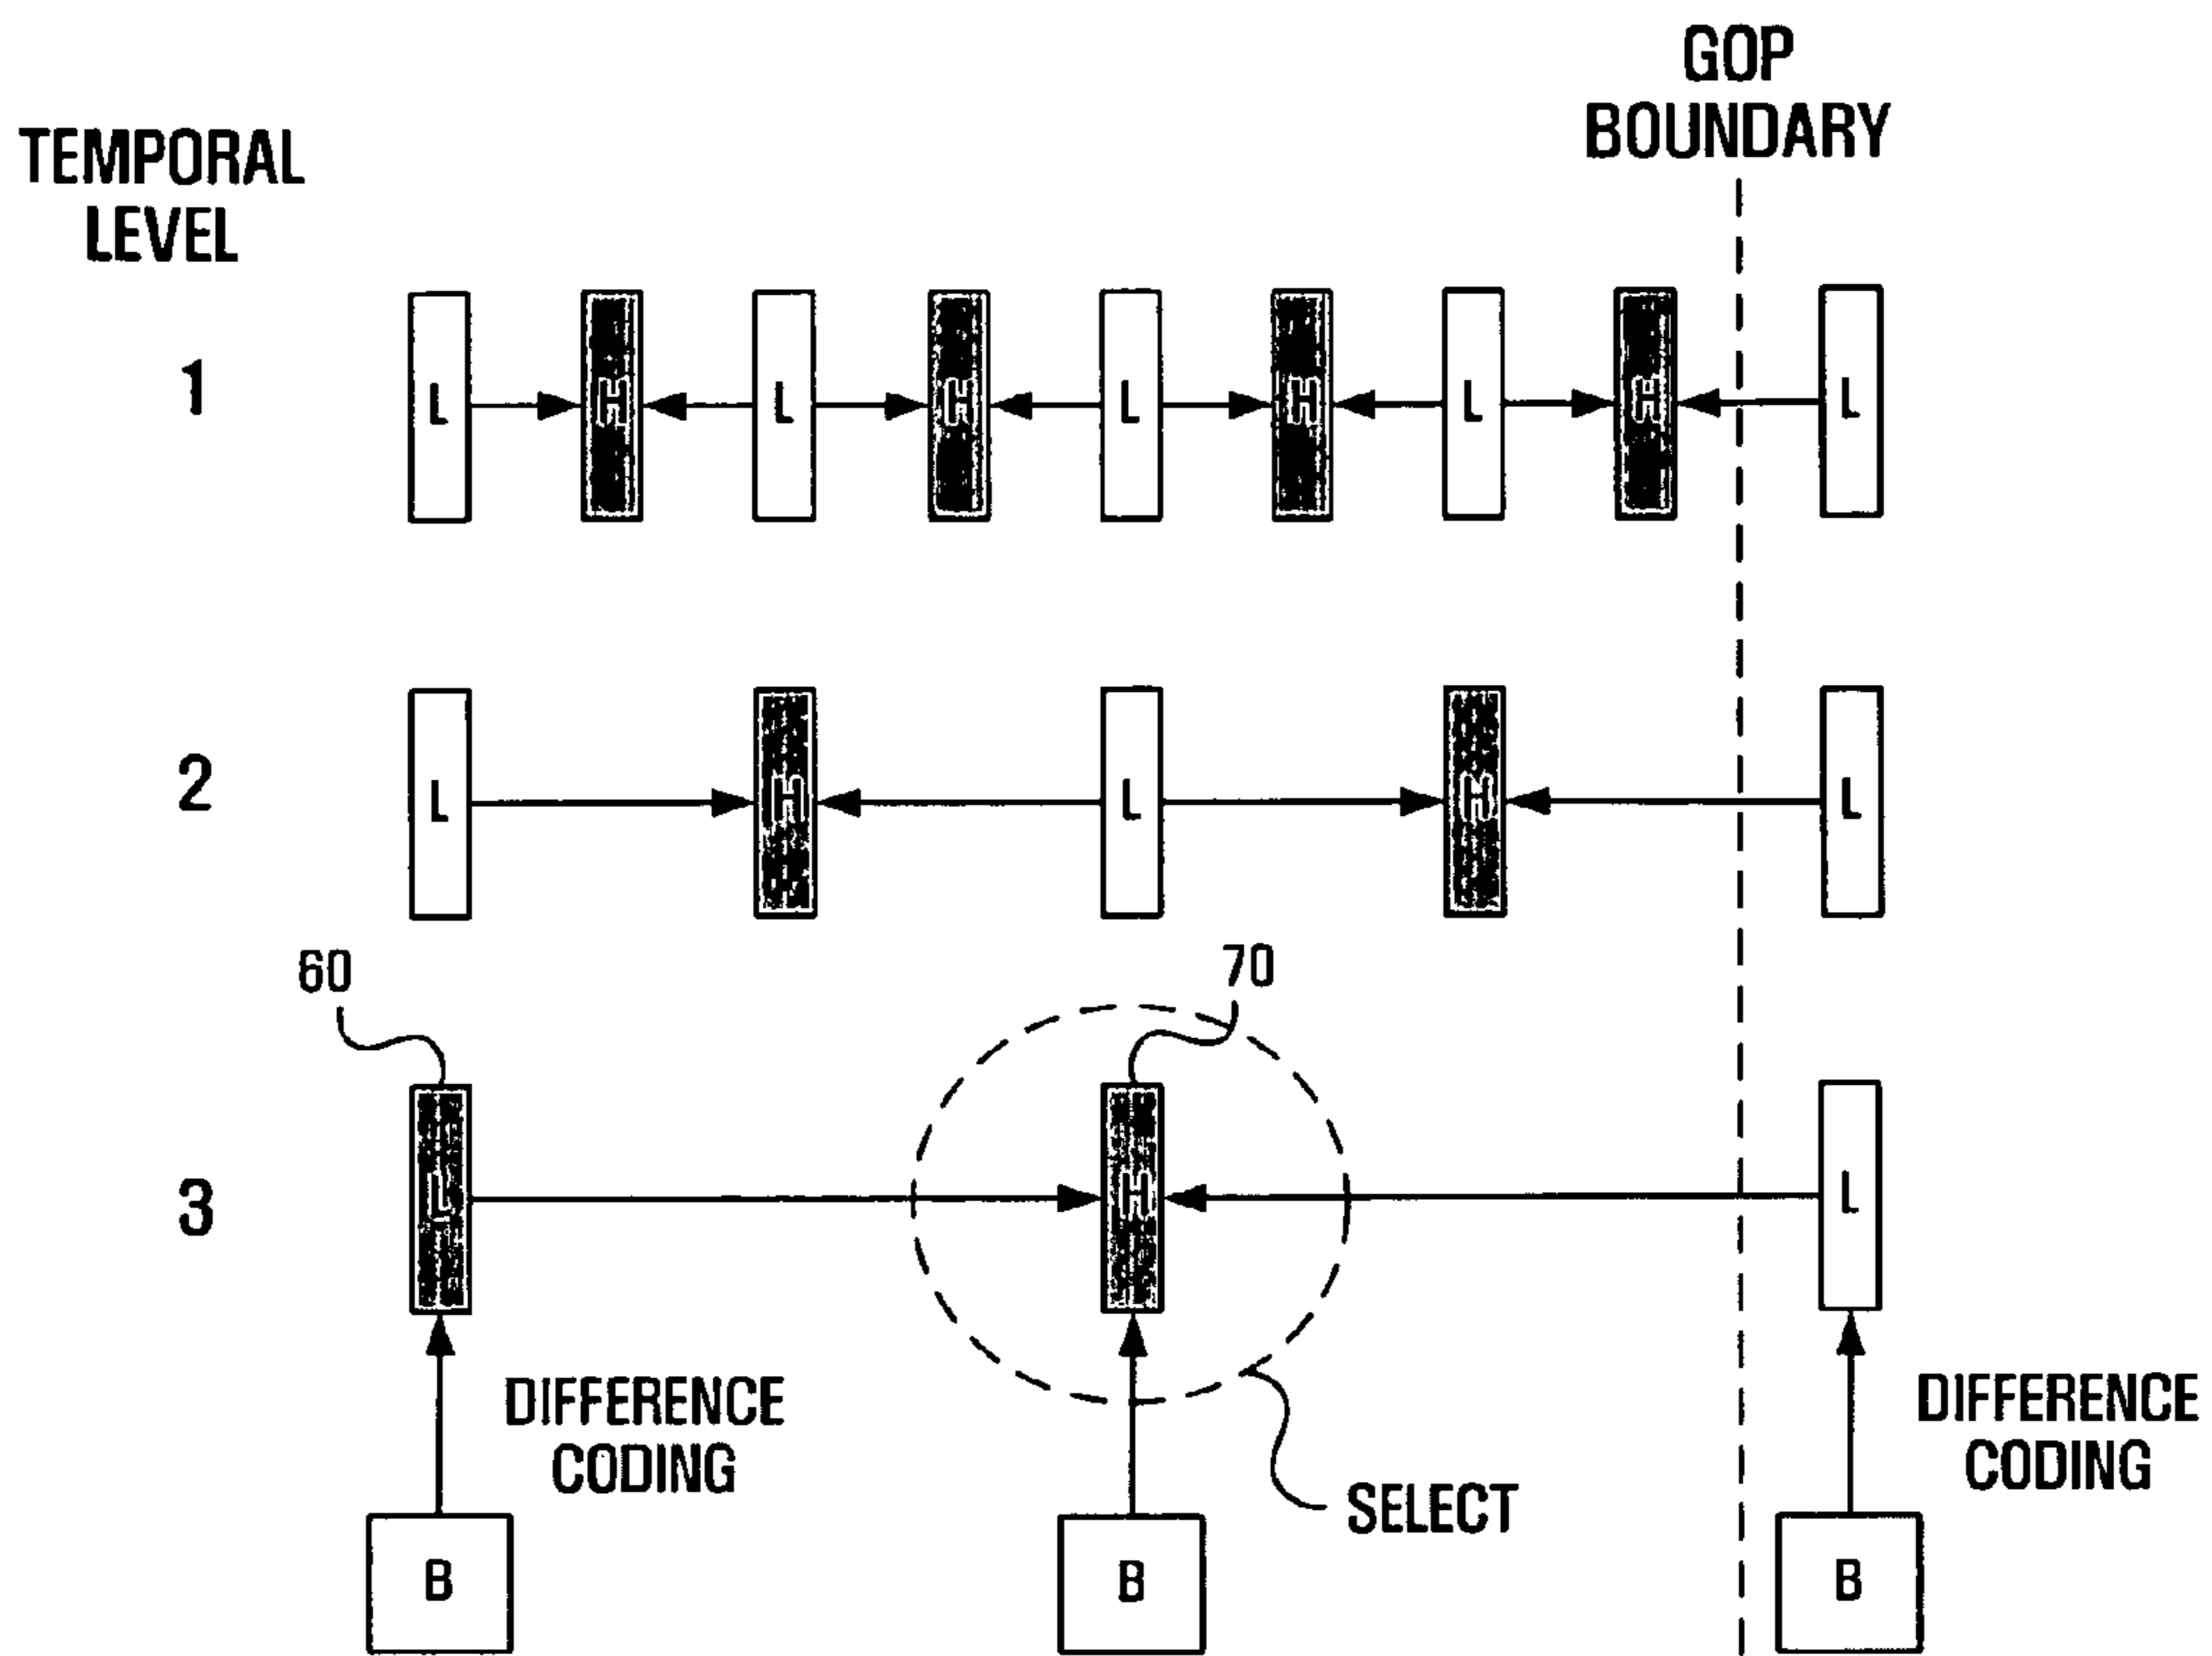 GOP
BOUNDARY
TEMPORAL
LEVEL
1
L H L H L H L H L
2
L H L H L
60
70
3
L H L
DIFFERENCE
CODING
DIFFERENCE
CODING
SELECT
B B B